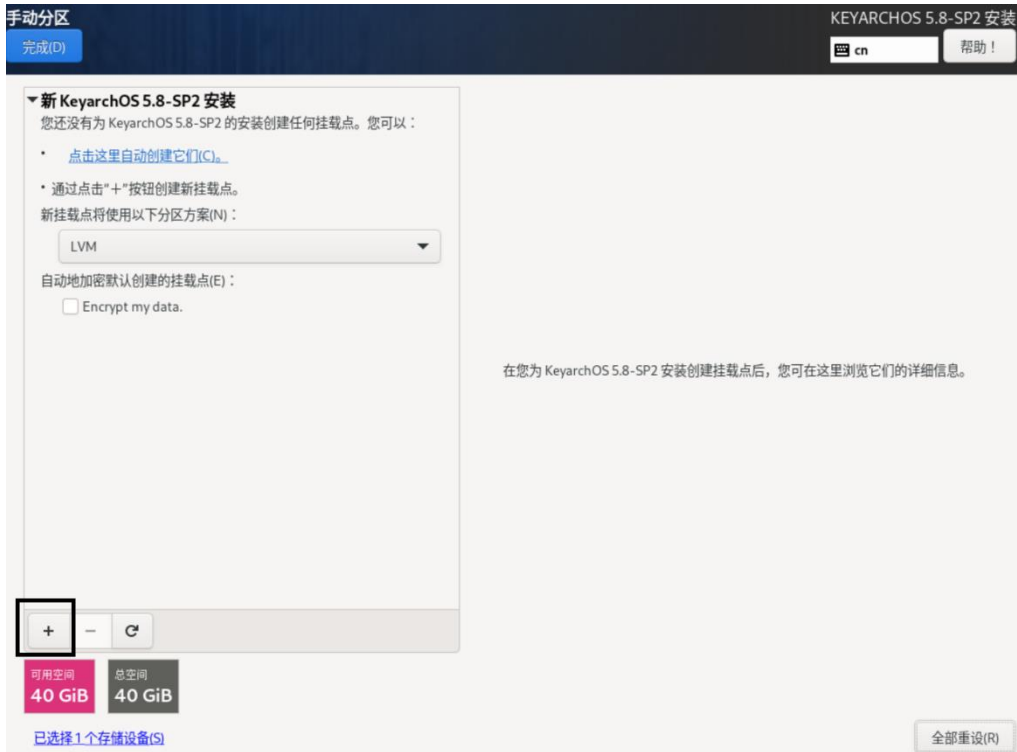 手动分区
KEYARCHOS 5.8-SP2 安装
完成(D)
cn
帮助！
新 KeyarchOS 5.8-SP2 安装
您还没有为 KeyarchOS 5.8-SP2 的安装创建任何挂载点。您可以：
• 点击这里自动创建它们(C)。
• 通过点击"＋"按钮创建新挂载点。
新挂载点将使用以下分区方案(N)：
LVM
自动地加密默认创建的挂载点(E)：
Encrypt my data.
在您为 KeyarchOS 5.8-SP2 安装创建挂载点后，您可在这里浏览它们的详细信息。
+ −
可用空间 总空间
40 GiB 40 GiB
已选择 1 个存储设备(S)
全部重设(R)